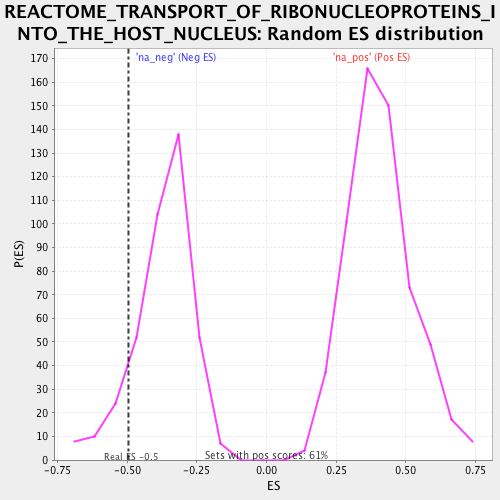 REACTOME_TRANSPORT_OF_RIBONUCLEOPROTEINS_I
NTO_THE_HOST_NUCLEUS: Random ES distribution
'na_neg' (Neg ES) 'na_pos' (Pos ES)
170
160
150
140
130
120
110
100
90
80
70
60
50
40
30
20
10
0
P(ES)
Real ES -0.5 Sets with pos scores: 61%
-0.75 -0.50 -0.25 0.00 0.25 0.50 0.75
ES